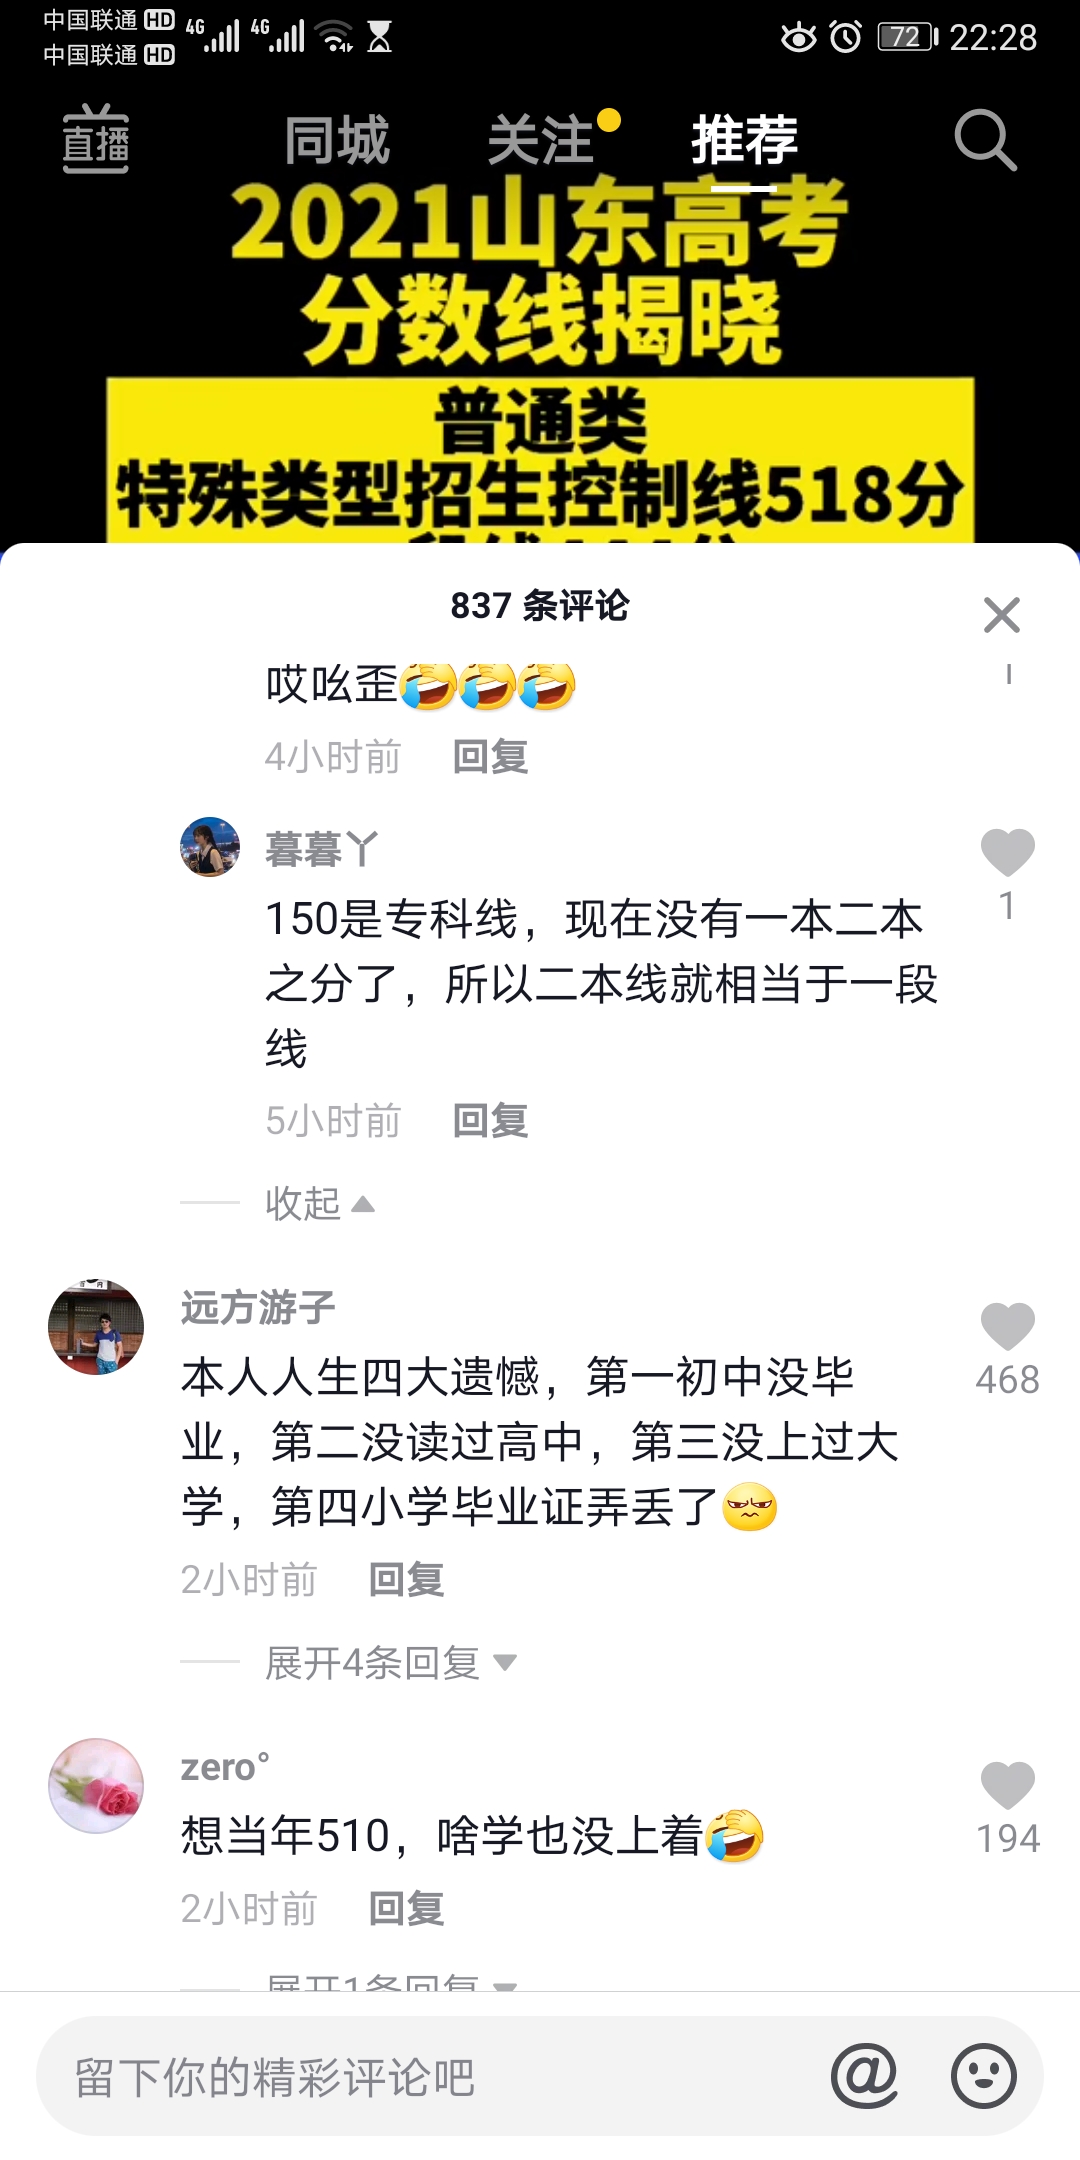 中国联通 HD 4G 4G 72 22:28
中国联通 HD
直播 同城 关注 推荐
2021山东高考
分数线揭晓
普通类
特殊类型招生控制线518分
837 条评论
哎吆歪🤣🤣🤣
4小时前 回复
暮暮丫
1
150是专科线，现在没有一本二本
之分了，所以二本线就相当于一段
线
5小时前 回复
收起
远方游子
468
本人人生四大遗憾，第一初中没毕
业，第二没读过高中，第三没上过大
学，第四小学毕业证弄丢了
2小时前 回复
展开4条回复
zero°
194
想当年510，啥学也没上着
2小时前 回复
展开1条回复
留下你的精彩评论吧 @